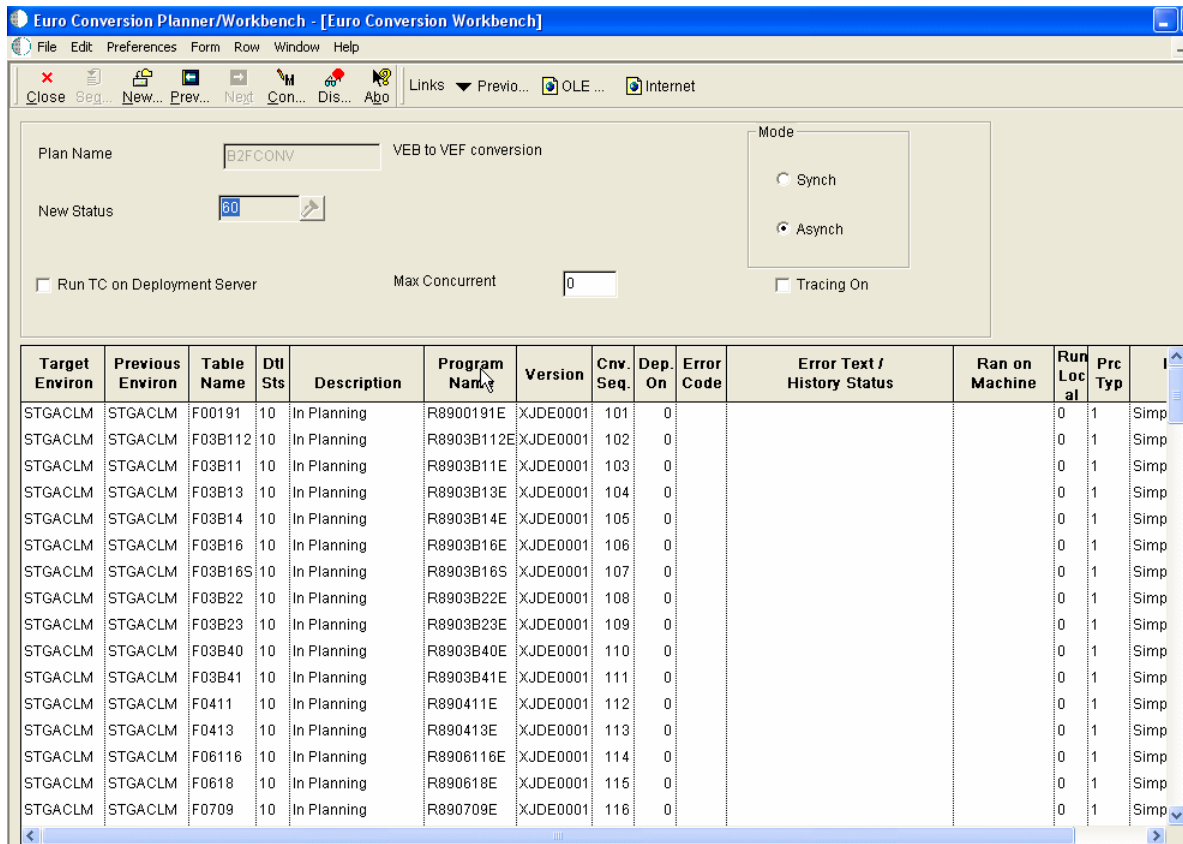 Euro Conversion Planner/Workbench - [Euro Conversion Workbench]
File Edit Preferences Form Row Window Help
Close Seq... New... Prev... Next Con... Dis... Abo Links Previo... OLE ... Internet
Mode
Plan Name B2FCONV VEB to VEF conversion
Synch
New Status 60
Asynch
Run TC on Deployment Server Max Concurrent 0 Tracing On
Target Environ Previous Environ Table Name Dtl Sts Description Program Name Version Cnv. Seq. Dep. On Error Code Error Text / History Status Ran on Machine Run Local Prc Typ
STGACLM STGACLM F00191 10 In Planning R8900191E XJDE0001 101 0 0 1 Simp
STGACLM STGACLM F03B112 10 In Planning R8903B112E XJDE0001 102 0 0 1 Simp
STGACLM STGACLM F03B11 10 In Planning R8903B11E XJDE0001 103 0 0 1 Simp
STGACLM STGACLM F03B13 10 In Planning R8903B13E XJDE0001 104 0 0 1 Simp
STGACLM STGACLM F03B14 10 In Planning R8903B14E XJDE0001 105 0 0 1 Simp
STGACLM STGACLM F03B16 10 In Planning R8903B16E XJDE0001 106 0 0 1 Simp
STGACLM STGACLM F03B16S 10 In Planning R8903B16S XJDE0001 107 0 0 1 Simp
STGACLM STGACLM F03B22 10 In Planning R8903B22E XJDE0001 108 0 0 1 Simp
STGACLM STGACLM F03B23 10 In Planning R8903B23E XJDE0001 109 0 0 1 Simp
STGACLM STGACLM F03B40 10 In Planning R8903B40E XJDE0001 110 0 0 1 Simp
STGACLM STGACLM F03B41 10 In Planning R8903B41E XJDE0001 111 0 0 1 Simp
STGACLM STGACLM F0411 10 In Planning R890411E XJDE0001 112 0 0 1 Simp
STGACLM STGACLM F0413 10 In Planning R890413E XJDE0001 113 0 0 1 Simp
STGACLM STGACLM F06116 10 In Planning R8906116E XJDE0001 114 0 0 1 Simp
STGACLM STGACLM F0618 10 In Planning R890618E XJDE0001 115 0 0 1 Simp
STGACLM STGACLM F0709 10 In Planning R890709E XJDE0001 116 0 0 1 Simp